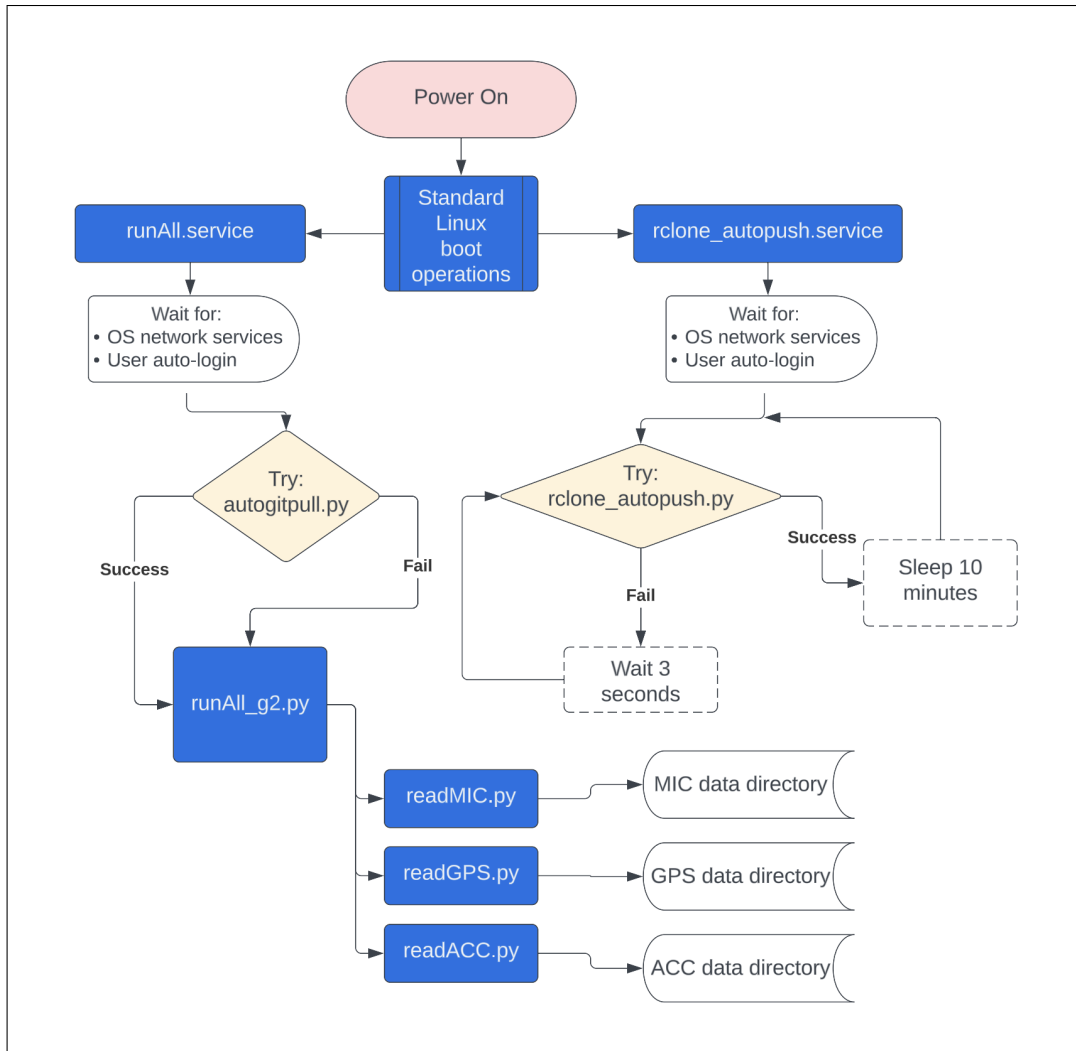 Power On
Standard
Linux
boot
operations
runAll.service
rclone_autopush.service
Wait for:
• OS network services
• User auto-login
Wait for:
• OS network services
• User auto-login
Try:
autogitpull.py
Try:
rclone_autopush.py
Success
Fail
Success
Fail
Sleep 10
minutes
Wait 3
seconds
runAll_g2.py
readMIC.py
MIC data directory
readGPS.py
GPS data directory
readACC.py
ACC data directory